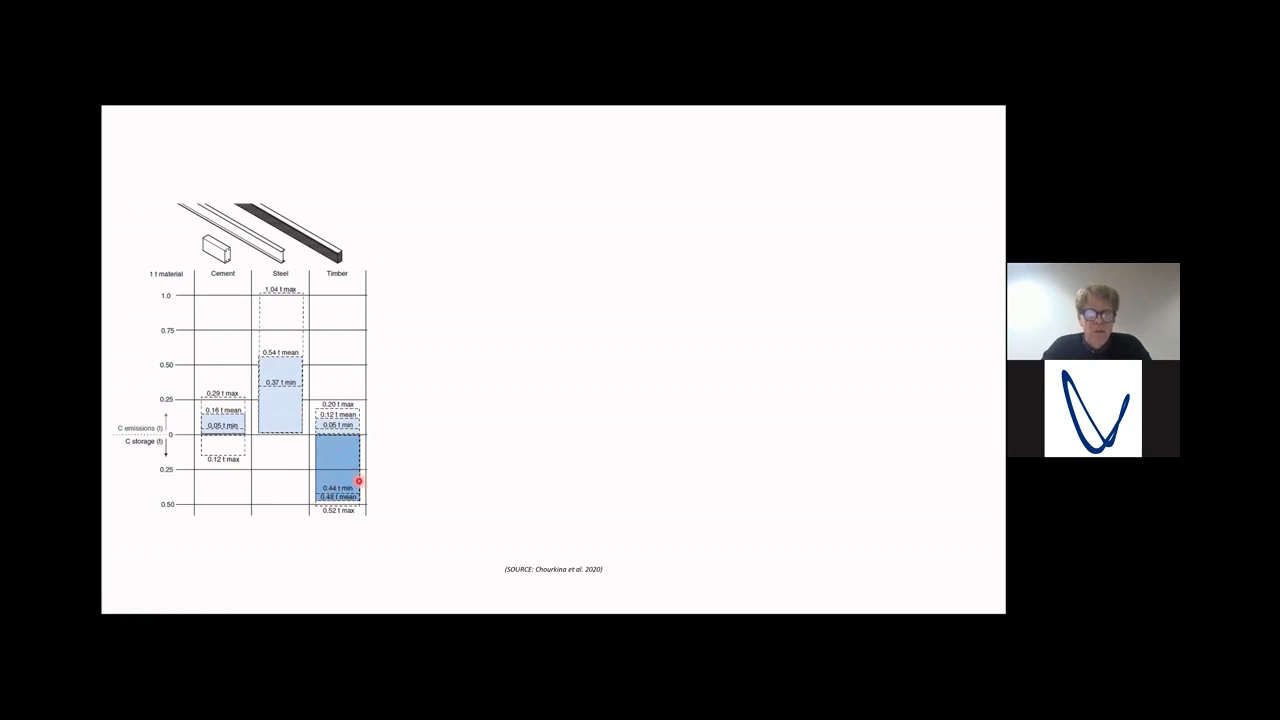 1 t material Cement Steel Timber
1.04 t max
1.0
0.75
0.54 t mean
0.50
0.37 t min
0.29 t max
0.25
0.20 t max
0.16 t mean
0.12 t mean
0.05 t min
0.05 t min
C emissions (t)
0
C storage (t)
0.12 t max
0.25
0.44 t min
0.48 t mean
0.50
0.52 t max
(SOURCE: Chourkina et al. 2020)